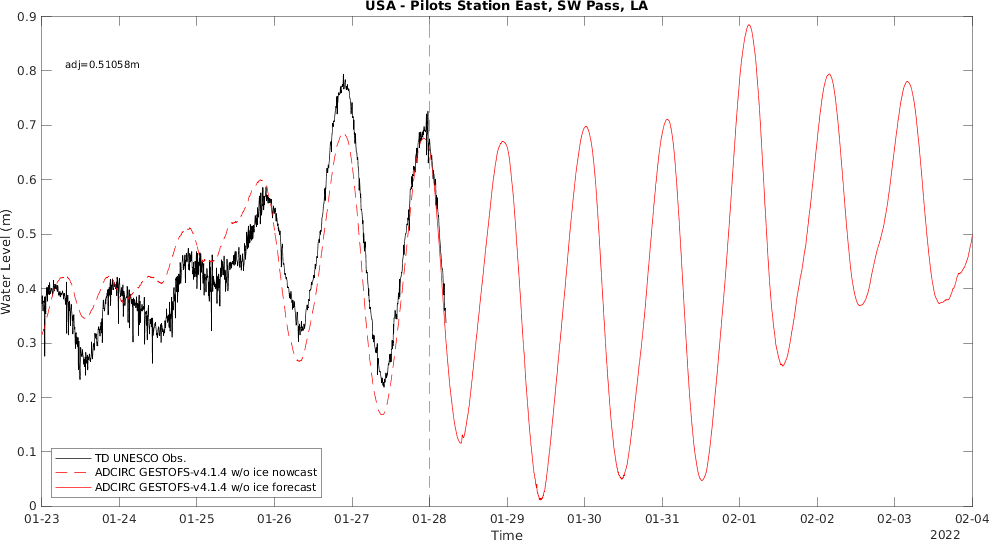 USA - Pilots Station East, SW Pass, LA
adj=0.51058m
0.9
0.8
0.7
0.6
0.5
0.4
0.3
0.2
0.1
0
Water Level (m)
TD UNESCO Obs.
ADCIRC GESTOFS-v4.1.4 w/o ice nowcast
ADCIRC GESTOFS-v4.1.4 w/o ice forecast
01-23 01-24 01-25 01-26 01-27 01-28 01-29 01-30 01-31 02-01 02-02 02-03 02-04
Time
2022